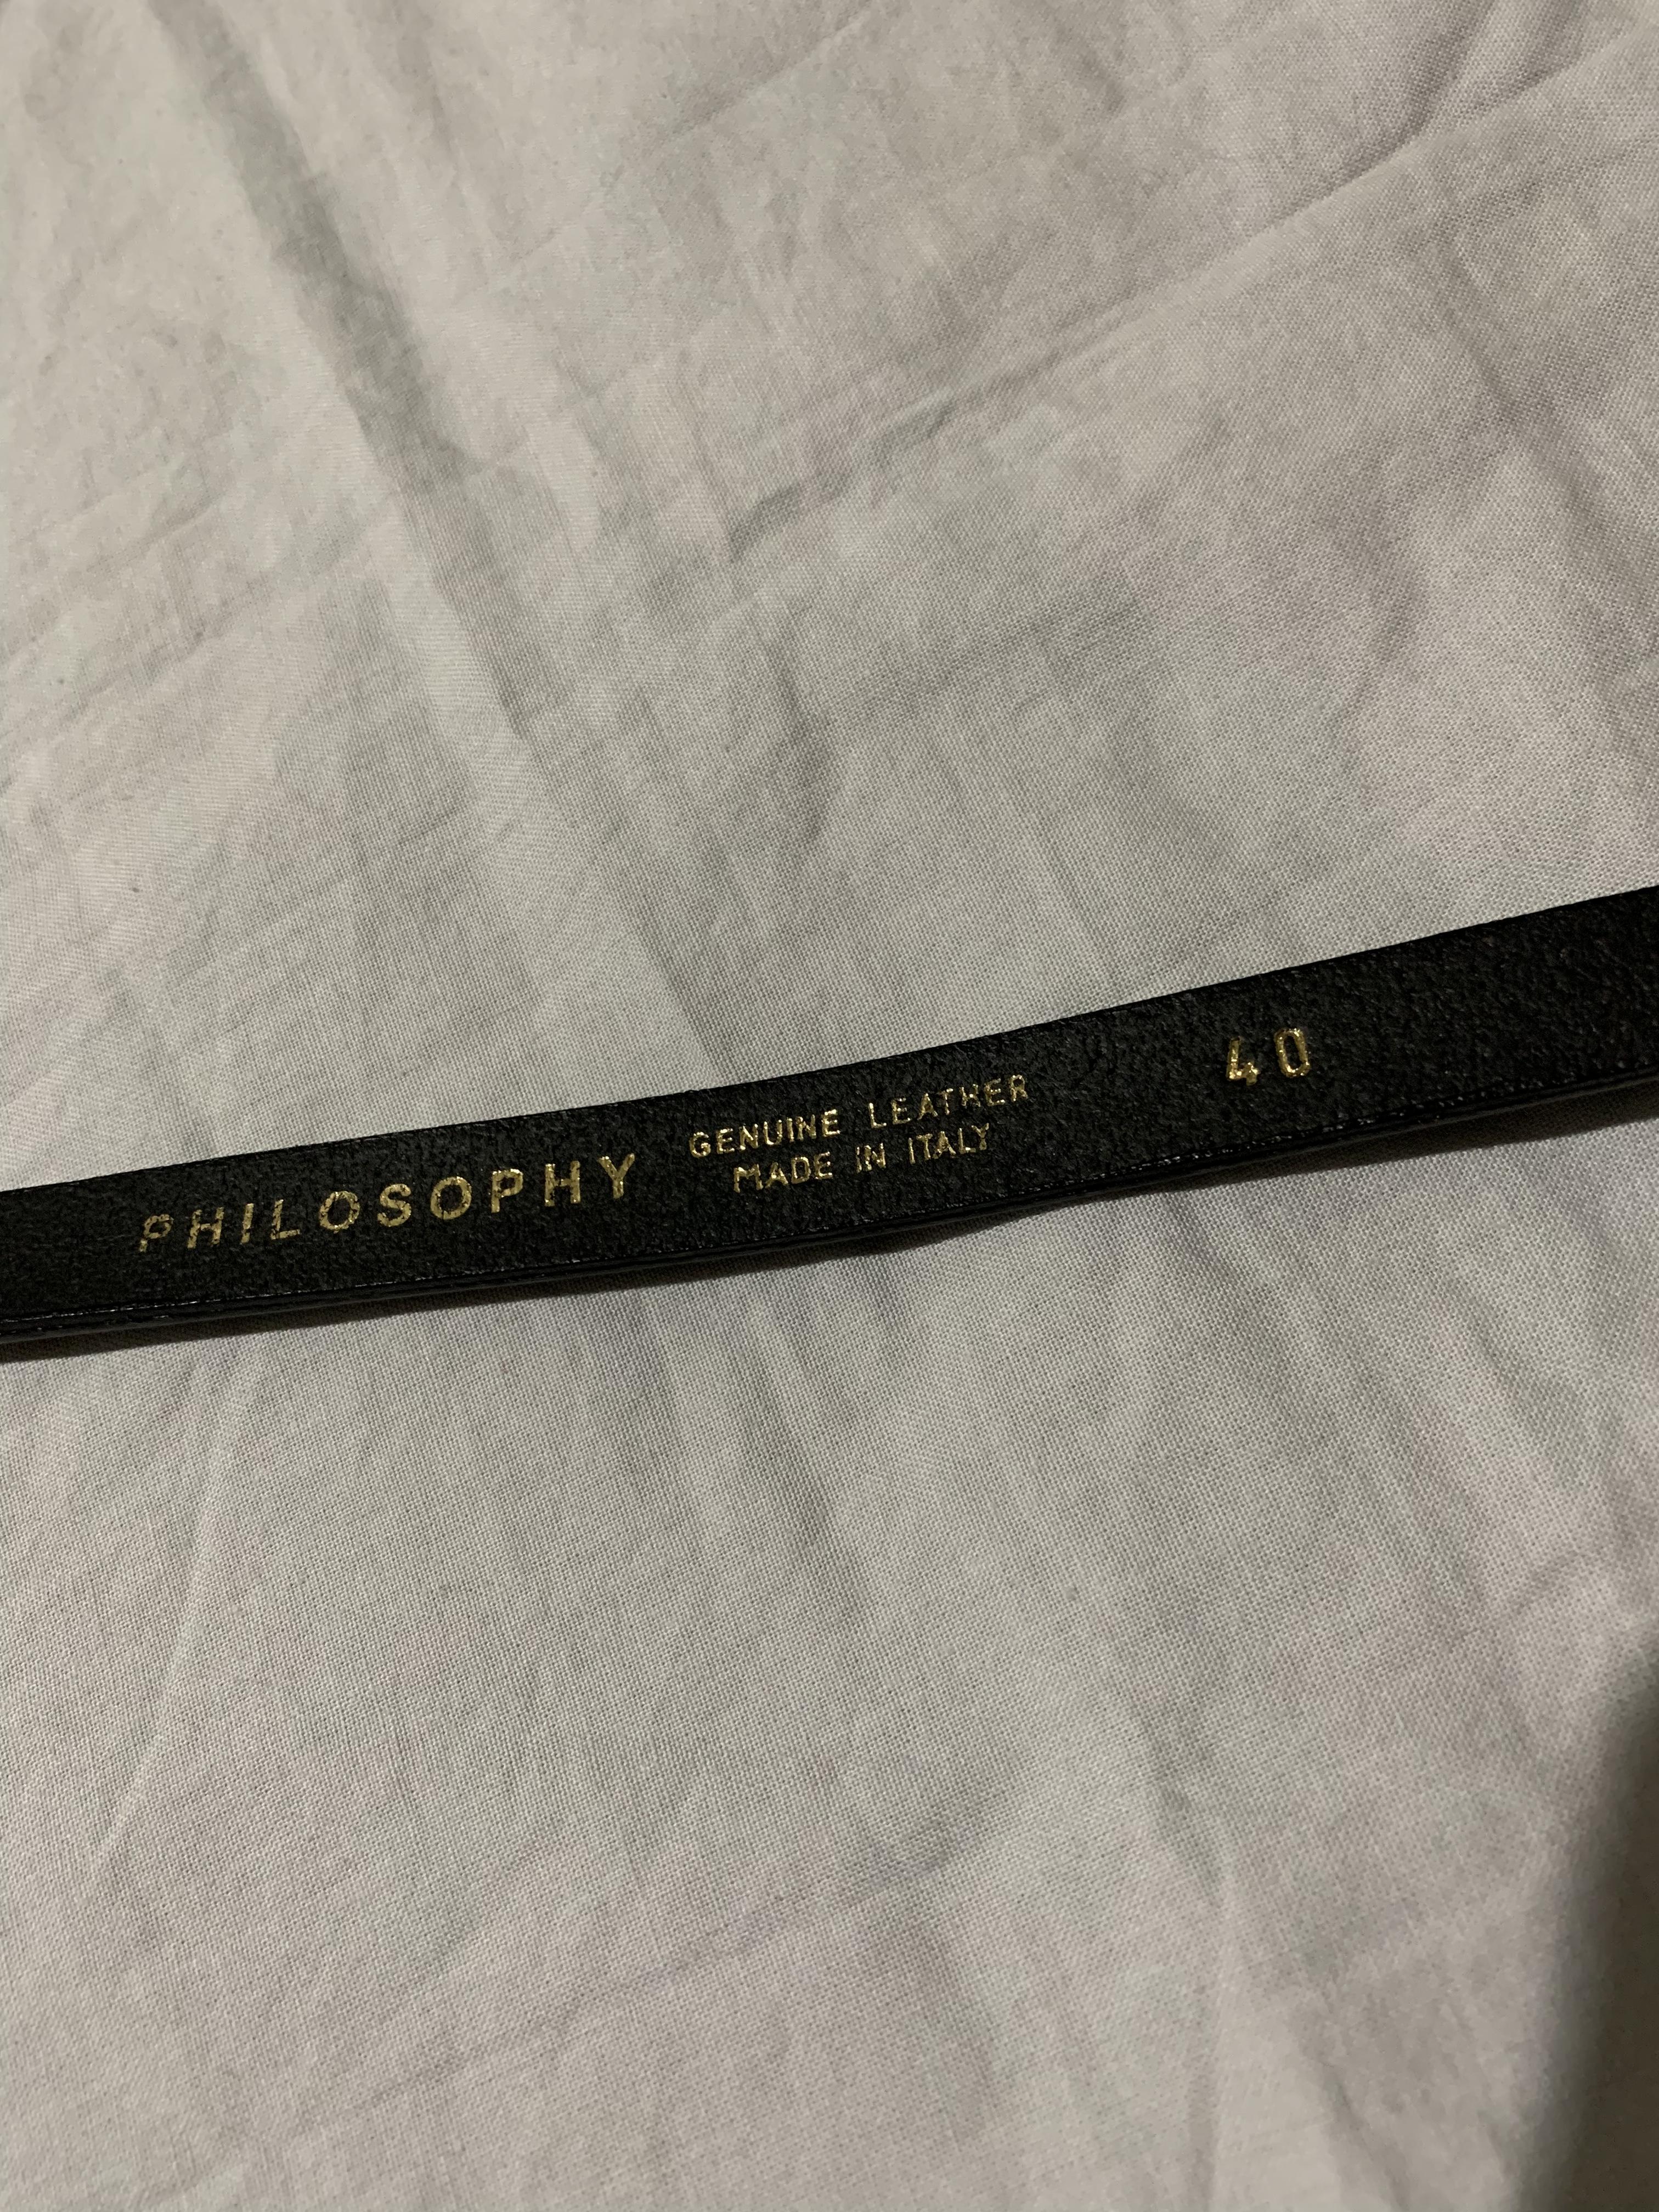 PHILOSOPHY
GENUINE LEATHER
MADE IN ITALY
40